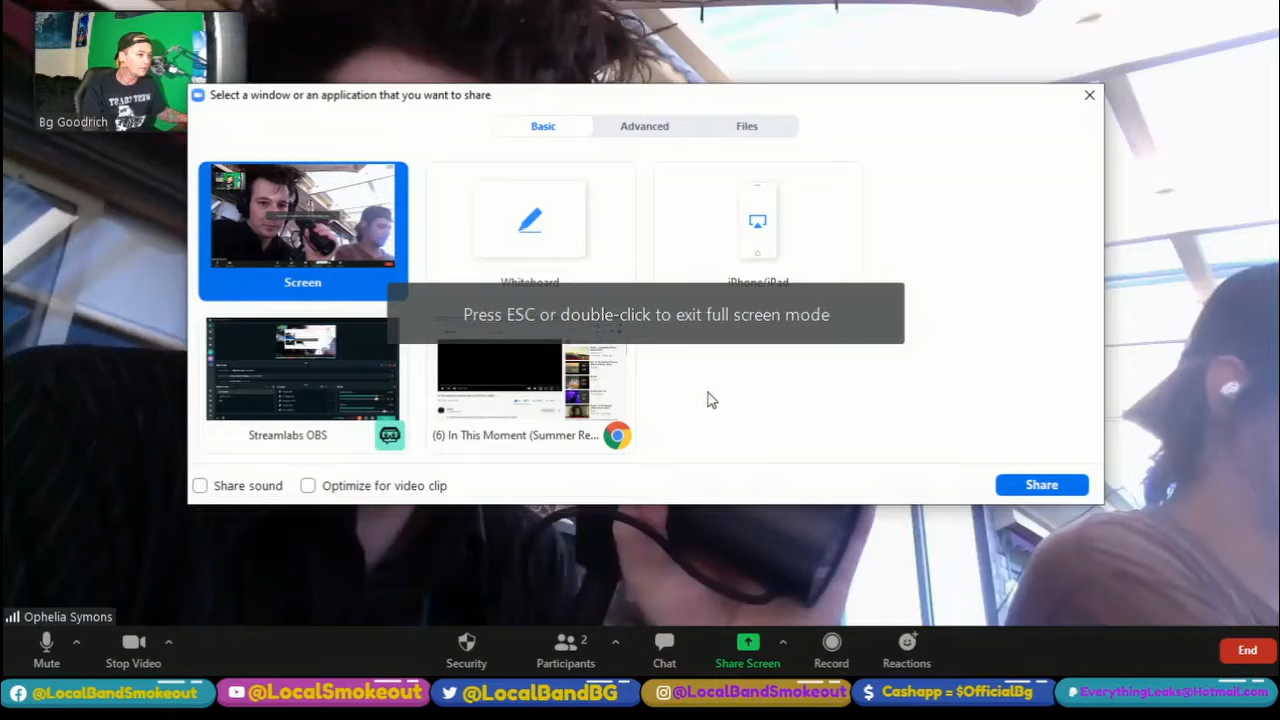 Select a window or an application that you want to share
Basic
Advanced
Files
Bg Goodrich
Screen
Whiteboard
iPhone/iPad
Press ESC or double-click to exit full screen mode
Streamlabs OBS
(6) In This Moment (Summer Re...
Share sound
Optimize for video clip
Share
Ophelia Symons
Mute
Stop Video
Security
Participants
2
Chat
Share Screen
Record
Reactions
End
@LocalBandSmokeout
@LocalSmokeout
@LocalBandBG
@LocalBandSmokeout
Cashapp = $OfficialBg
EverythingLeaks@Hotmail.com